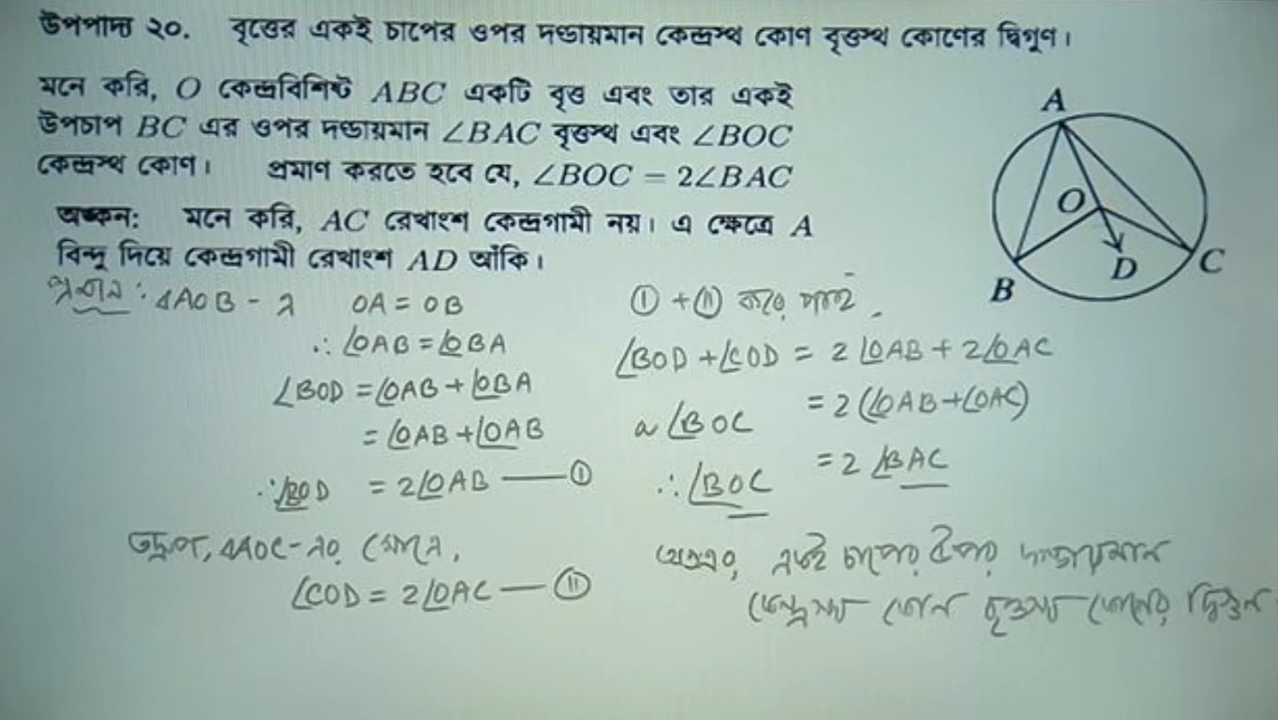 উপপাদ্য ২০. বৃত্তের একই চাপের ওপর দণ্ডায়মান কেন্দ্রস্থ কোণ বৃত্তস্থ কোণের দ্বিগুণ।
মনে করি, O কেন্দ্রবিশিষ্ট ABC একটি বৃত্ত এবং তার একই
উপচাপ BC এর ওপর দণ্ডায়মান ∠BAC বৃত্তস্থ এবং ∠BOC
কেন্দ্রস্থ কোণ। প্রমাণ করতে হবে যে, ∠BOC = 2∠BAC
অঙ্কন: মনে করি, AC রেখাংশ কেন্দ্রগামী নয়। এ ক্ষেত্রে A
বিন্দু দিয়ে কেন্দ্রগামী রেখাংশ AD আঁকি।
A
O
B
D
C
প্রমান: ΔAOB - এ OA = OB
∴ ∠OAB = ∠OBA
∠BOD = ∠OAB + ∠OBA
= ∠OAB + ∠OAB
∴ ∠BOD = 2∠OAB — (i)
তদ্রূপ, ΔAOC - এর ক্ষেত্রে,
∠COD = 2∠OAC — (ii)
(i) + (ii) করে পাই,
∠BOD + ∠COD = 2∠OAB + 2∠OAC
= 2(∠OAB + ∠OAC)
বা ∠BOC
= 2∠BAC
∴ ∠BOC
অতএব, একই চাপের উপর দণ্ডায়মান
কেন্দ্রস্থ কোন বৃত্তস্থ কোনের দ্বিগুন